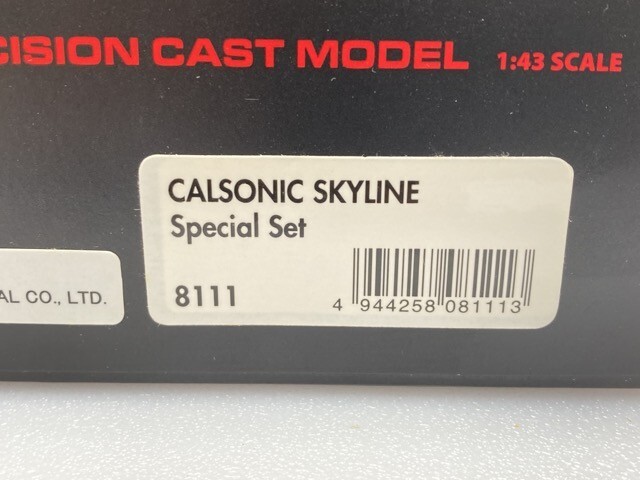 CISION CAST MODEL 1:43 SCALE
CALSONIC SKYLINE
Special Set
8111
4 944258 081113
AL CO., LTD.